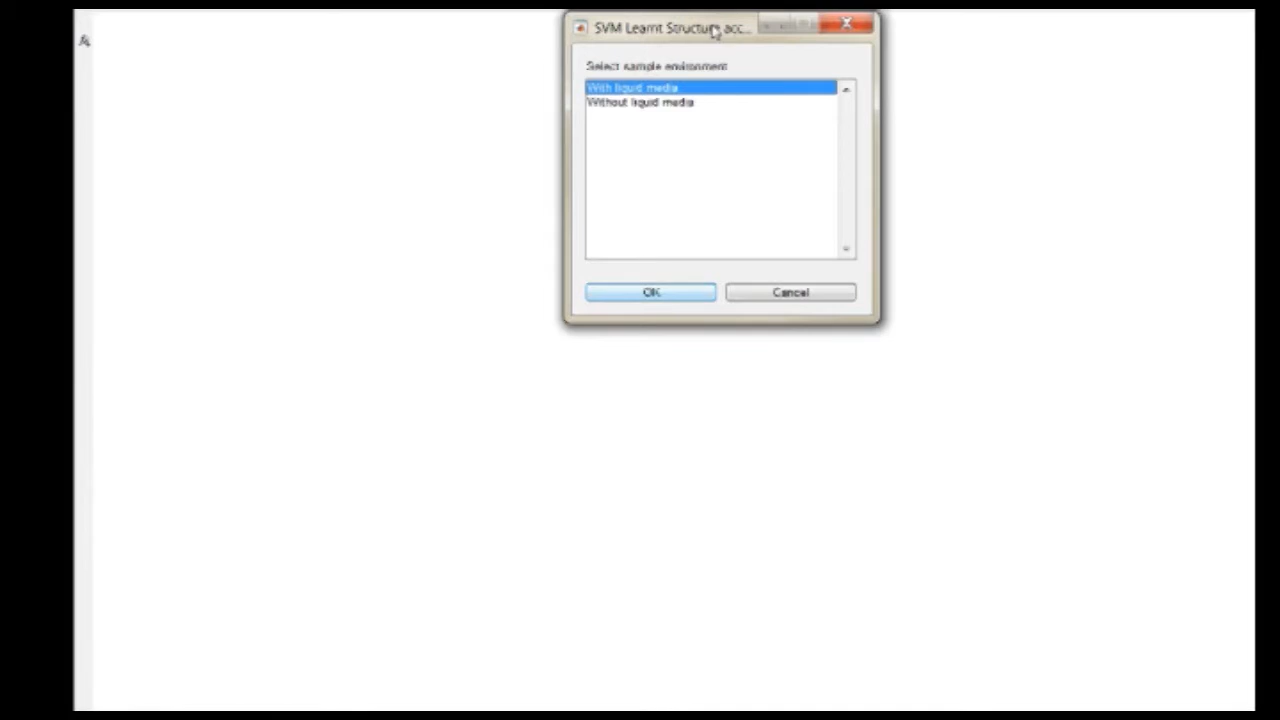 SVM Learnt Structure acc...
Select sample environment
With liquid media
Without liquid media
OK
Cancel